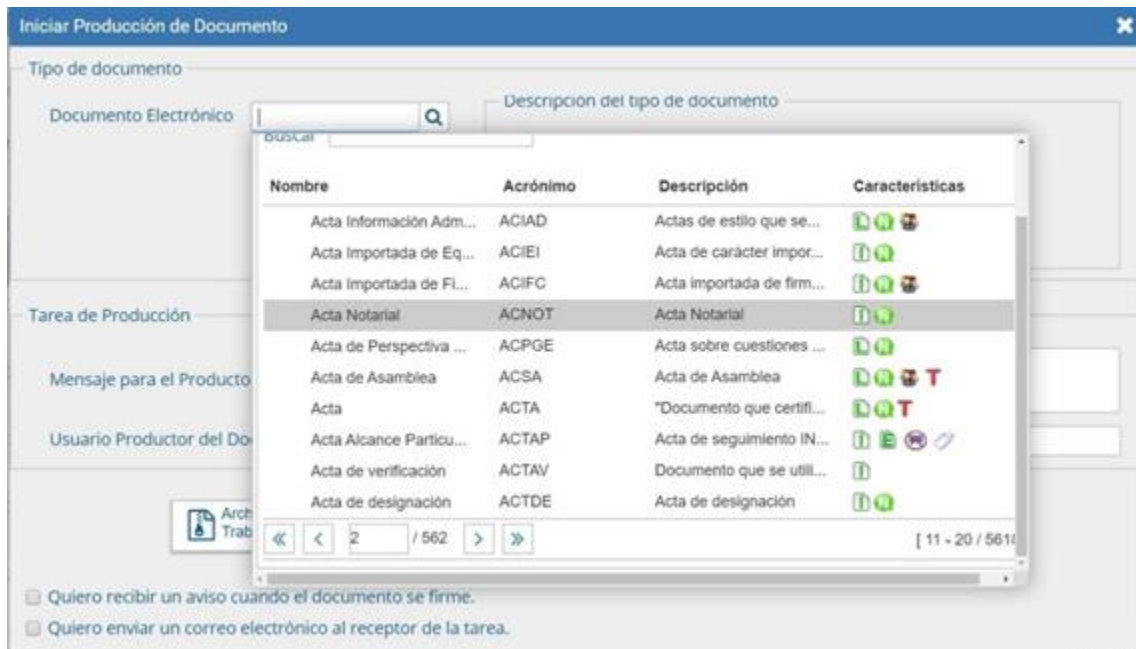 Iniciar Producción de Documento
Tipo de documento
Documento Electrónico
Descripción del tipo de documento
Buscar
Nombre Acrónimo Descripción Características
Acta Información Adm... ACIAD Actas de estilo que se...
Acta Importada de Eq... ACIEI Acta de carácter impor...
Acta Importada de Fi... ACIFC Acta importada de firm...
Tarea de Producción
Acta Notarial ACNOT Acta Notarial
Acta de Perspectiva ... ACPGE Acta sobre cuestiones ...
Mensaje para el Producto
Acta de Asamblea ACSA Acta de Asamblea T
Acta ACTA "Documento que certifi... T
Usuario Productor del Do
Acta Alcance Particu... ACTAP Acta de seguimiento IN... E
Acta de verificación ACTAV Documento que se utili...
Acta de designación ACTDE Acta de designación
Arch
Trab
« < 2 / 562 > » [ 11 - 20 / 561
Quiero recibir un aviso cuando el documento se firme.
Quiero enviar un correo electrónico al receptor de la tarea.